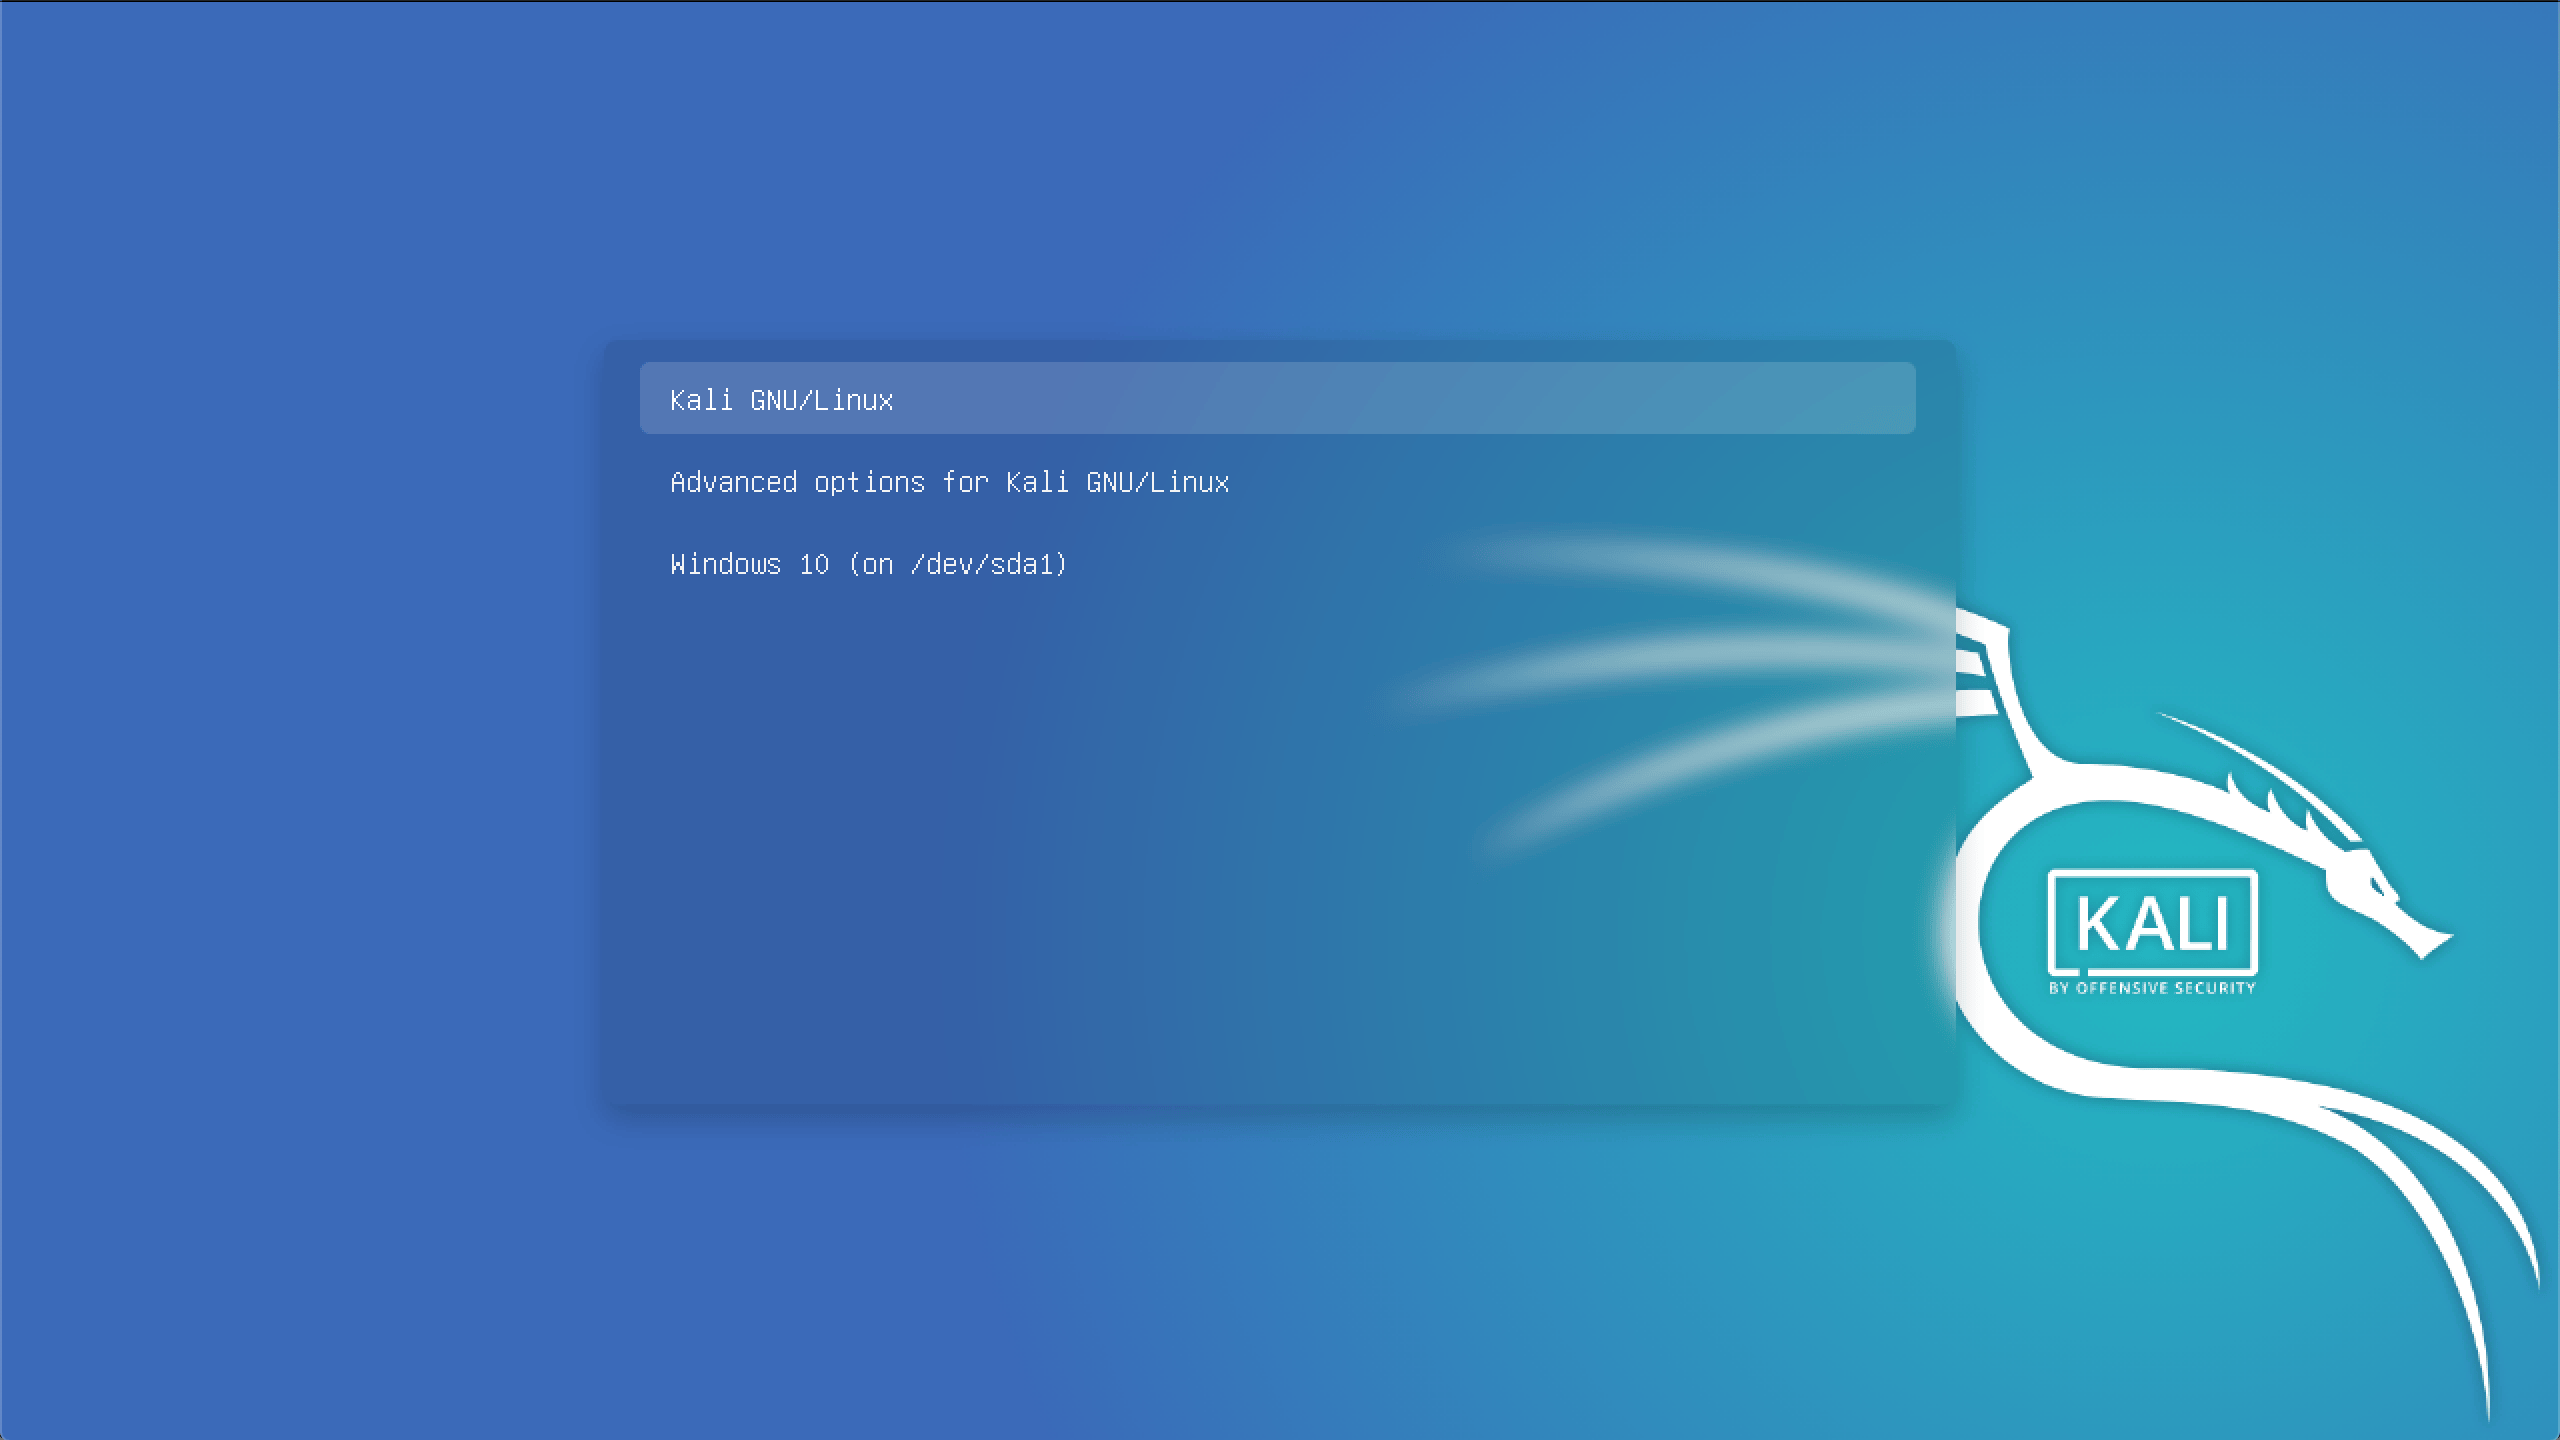 Kali GNU/Linux
Advanced options for Kali GNU/Linux
Windows 10 (on /dev/sda1)
KALI
BY OFFENSIVE SECURITY